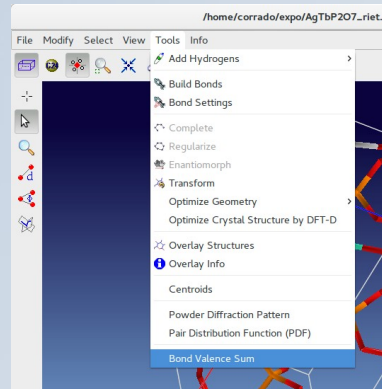 /home/corrado/expo/AgTbP2O7_riet.
File Modify Select View Tools Info
Add Hydrogens
Build Bonds
Bond Settings
Complete
Regularize
Enantiomorph
Transform
Optimize Geometry
Optimize Crystal Structure by DFT-D
Overlay Structures
Overlay Info
Centroids
Powder Diffraction Pattern
Pair Distribution Function (PDF)
Bond Valence Sum
d